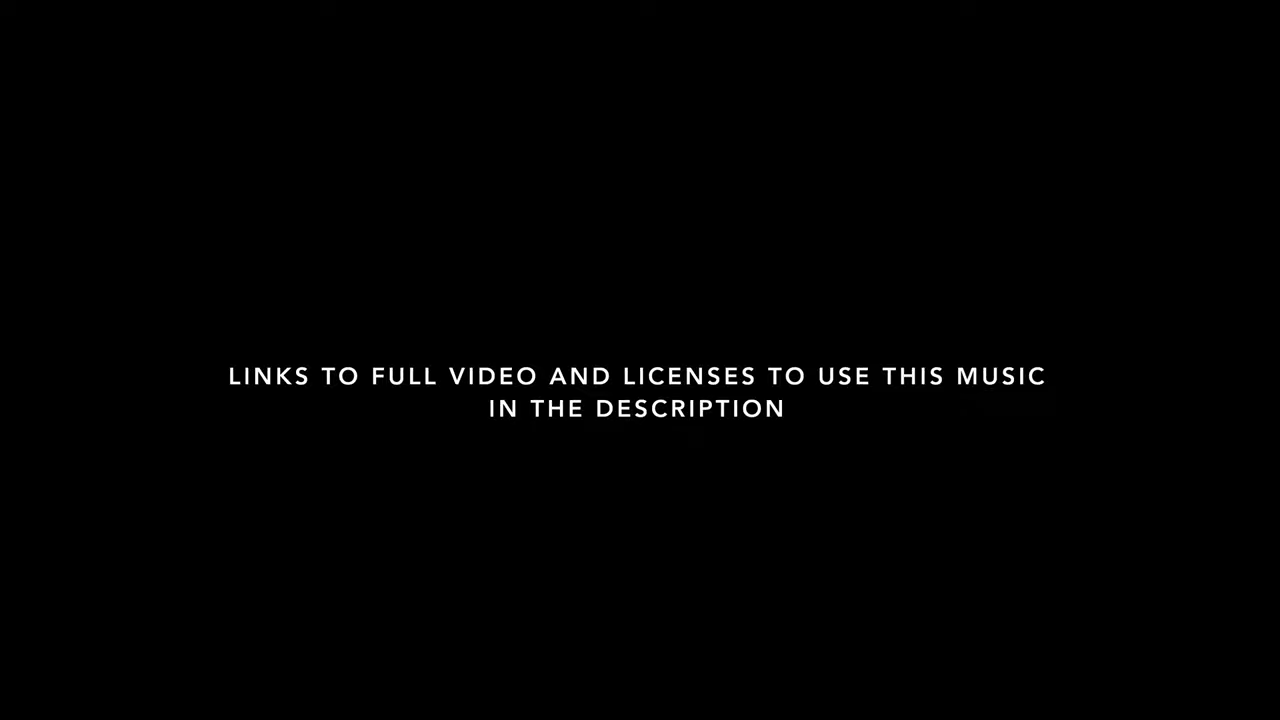 LINKS TO FULL VIDEO AND LICENSES TO USE THIS MUSIC
IN THE DESCRIPTION